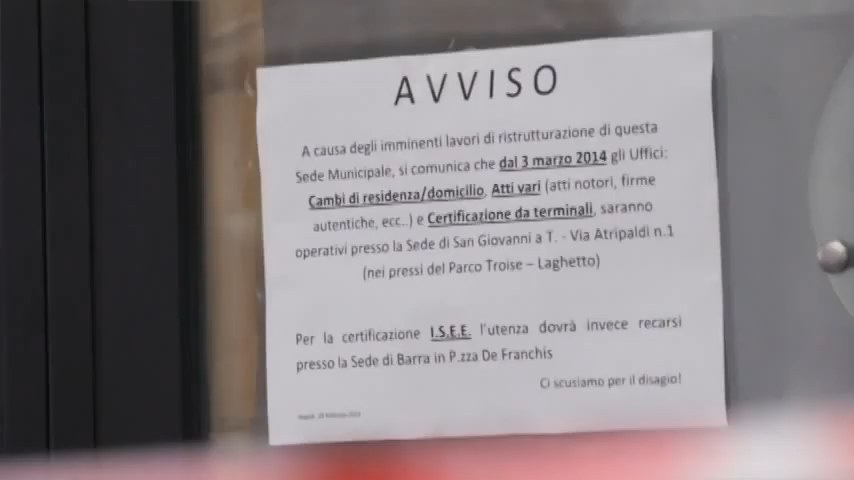 AVVISO
A causa degli imminenti lavori di ristrutturazione di questa
Sede Municipale, si comunica che dal 3 marzo 2014 gli Uffici:
Cambi di residenza/domicilio, Atti vari (atti notori, firme
autentiche, ecc..) e Certificazione da terminali, saranno
operativi presso la Sede di San Giovanni a T. - Via Atripaldi n.1
(nei pressi del Parco Troise – Laghetto)
Per la certificazione I.S.E.E. l'utenza dovrà invece recarsi
presso la Sede di Barra in P.zza De Franchis
Ci scusiamo per il disagio!